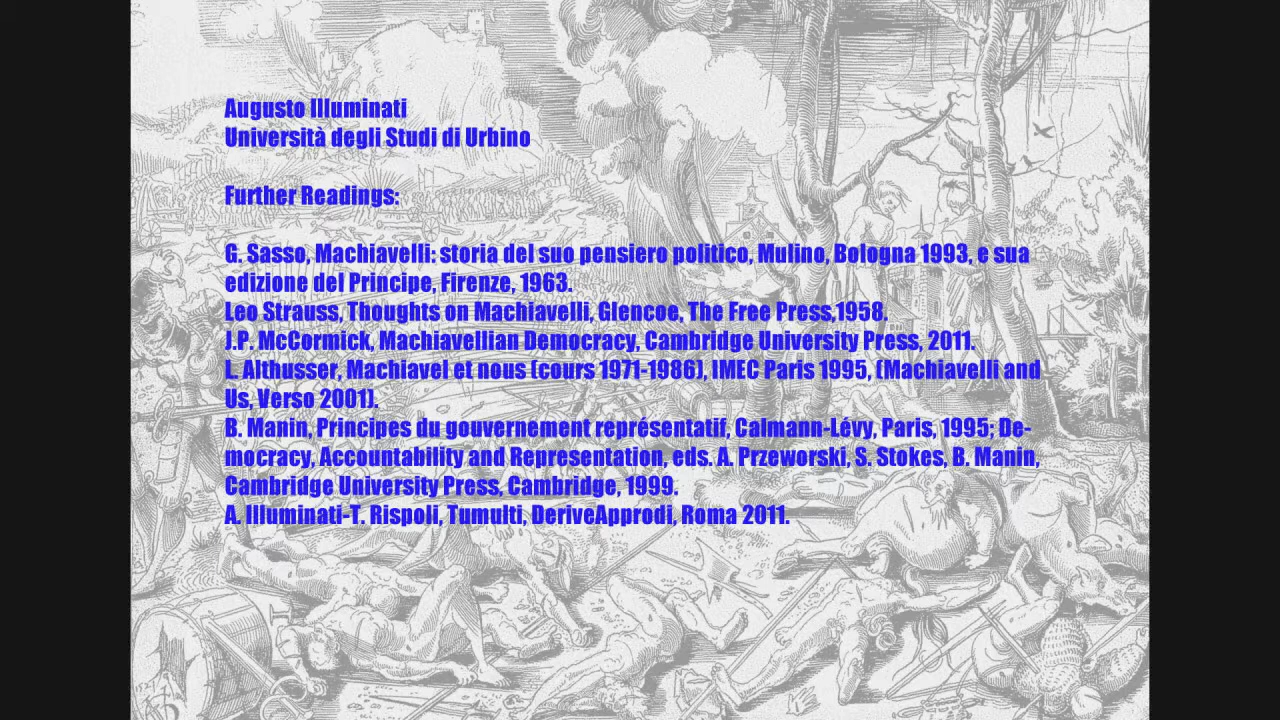 Augusto Illuminati
Università degli Studi di Urbino
Further Readings:
G. Sasso, Machiavelli: storia del suo pensiero politico, Mulino, Bologna 1993, e sua
edizione del Principe, Firenze, 1963.
Leo Strauss, Thoughts on Machiavelli, Glencoe, The Free Press,1958.
J.P. McCormick, Machiavellian Democracy, Cambridge University Press, 2011.
L. Althusser, Machiavel et nous (cours 1971-1986), IMEC Paris 1995, (Machiavelli and
Us, Verso 2001).
B. Manin, Principes du gouvernement représentatif, Calmann-Lévy, Paris, 1995; De-
mocracy, Accountability and Representation, eds. A. Przeworski, S. Stokes, B. Manin,
Cambridge University Press, Cambridge, 1999.
A. Illuminati-T. Rispoli, Tumulti, DeriveApprodi, Roma 2011.